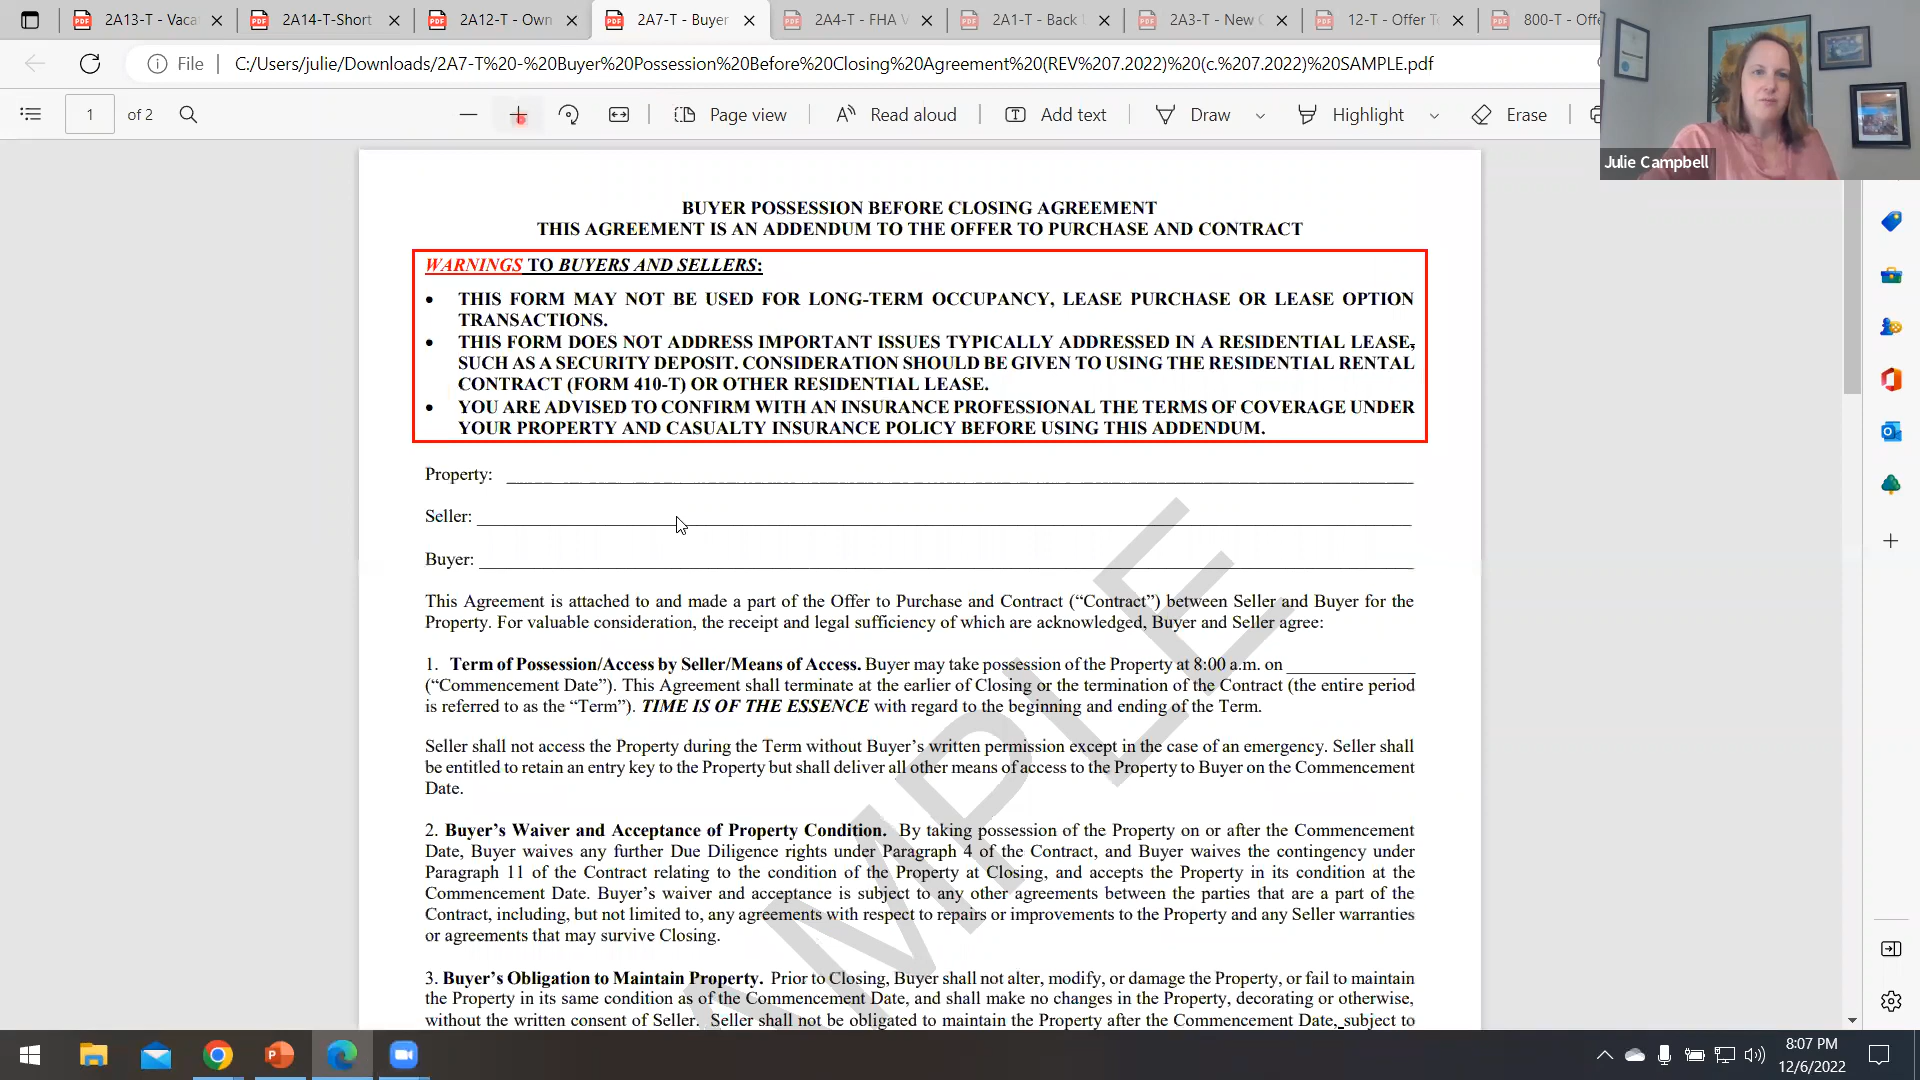 2A13-T - Vaca
2A14-T-Short
2A12-T - Own
2A7-T - Buyer
2A4-T - FHA V
2A1-T - Back
2A3-T - New C
12-T - Offer T
800-T - Offe
File
C:/Users/julie/Downloads/2A7-T%20-%20Buyer%20Possession%20Before%20Closing%20Agreement%20(REV%207.2022)%20(c.%207.2022)%20SAMPLE.pdf
1 of 2
Page view
Read aloud
Add text
Draw
Highlight
Erase
Julie Campbell
BUYER POSSESSION BEFORE CLOSING AGREEMENT
THIS AGREEMENT IS AN ADDENDUM TO THE OFFER TO PURCHASE AND CONTRACT
WARNINGS TO BUYERS AND SELLERS:
• THIS FORM MAY NOT BE USED FOR LONG-TERM OCCUPANCY, LEASE PURCHASE OR LEASE OPTION
TRANSACTIONS.
• THIS FORM DOES NOT ADDRESS IMPORTANT ISSUES TYPICALLY ADDRESSED IN A RESIDENTIAL LEASE,
SUCH AS A SECURITY DEPOSIT. CONSIDERATION SHOULD BE GIVEN TO USING THE RESIDENTIAL RENTAL
CONTRACT (FORM 410-T) OR OTHER RESIDENTIAL LEASE.
• YOU ARE ADVISED TO CONFIRM WITH AN INSURANCE PROFESSIONAL THE TERMS OF COVERAGE UNDER
YOUR PROPERTY AND CASUALTY INSURANCE POLICY BEFORE USING THIS ADDENDUM.
Property:
Seller:
Buyer:
This Agreement is attached to and made a part of the Offer to Purchase and Contract (“Contract”) between Seller and Buyer for the
Property. For valuable consideration, the receipt and legal sufficiency of which are acknowledged, Buyer and Seller agree:
1. Term of Possession/Access by Seller/Means of Access. Buyer may take possession of the Property at 8:00 a.m. on
(“Commencement Date”). This Agreement shall terminate at the earlier of Closing or the termination of the Contract (the entire period
is referred to as the “Term”). TIME IS OF THE ESSENCE with regard to the beginning and ending of the Term.
Seller shall not access the Property during the Term without Buyer’s written permission except in the case of an emergency. Seller shall
be entitled to retain an entry key to the Property but shall deliver all other means of access to the Property to Buyer on the Commencement
Date.
2. Buyer’s Waiver and Acceptance of Property Condition. By taking possession of the Property on or after the Commencement
Date, Buyer waives any further Due Diligence rights under Paragraph 4 of the Contract, and Buyer waives the contingency under
Paragraph 11 of the Contract relating to the condition of the Property at Closing, and accepts the Property in its condition at the
Commencement Date. Buyer’s waiver and acceptance is subject to any other agreements between the parties that are a part of the
Contract, including, but not limited to, any agreements with respect to repairs or improvements to the Property and any Seller warranties
or agreements that may survive Closing.
3. Buyer’s Obligation to Maintain Property. Prior to Closing, Buyer shall not alter, modify, or damage the Property, or fail to maintain
the Property in its same condition as of the Commencement Date, and shall make no changes in the Property, decorating or otherwise,
without the written consent of Seller. Seller shall not be obligated to maintain the Property after the Commencement Date, subject to
AMPLE
8:07 PM
12/6/2022